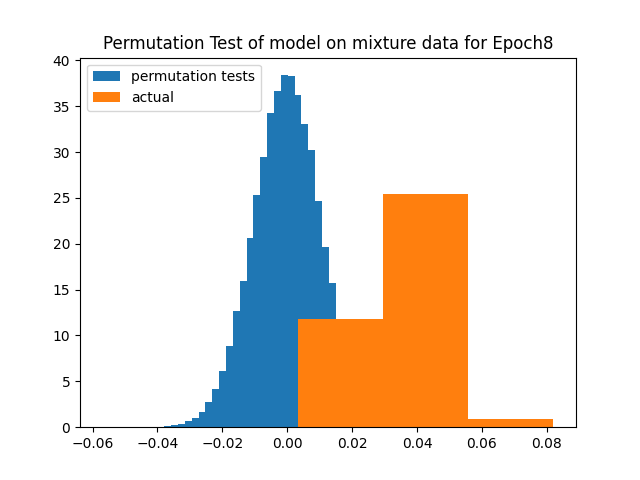 Permutation Test of model on mixture data for Epoch8
permutation tests
actual
40
35
30
25
20
15
10
5
0
−0.06 −0.04 −0.02 0.00 0.02 0.04 0.06 0.08